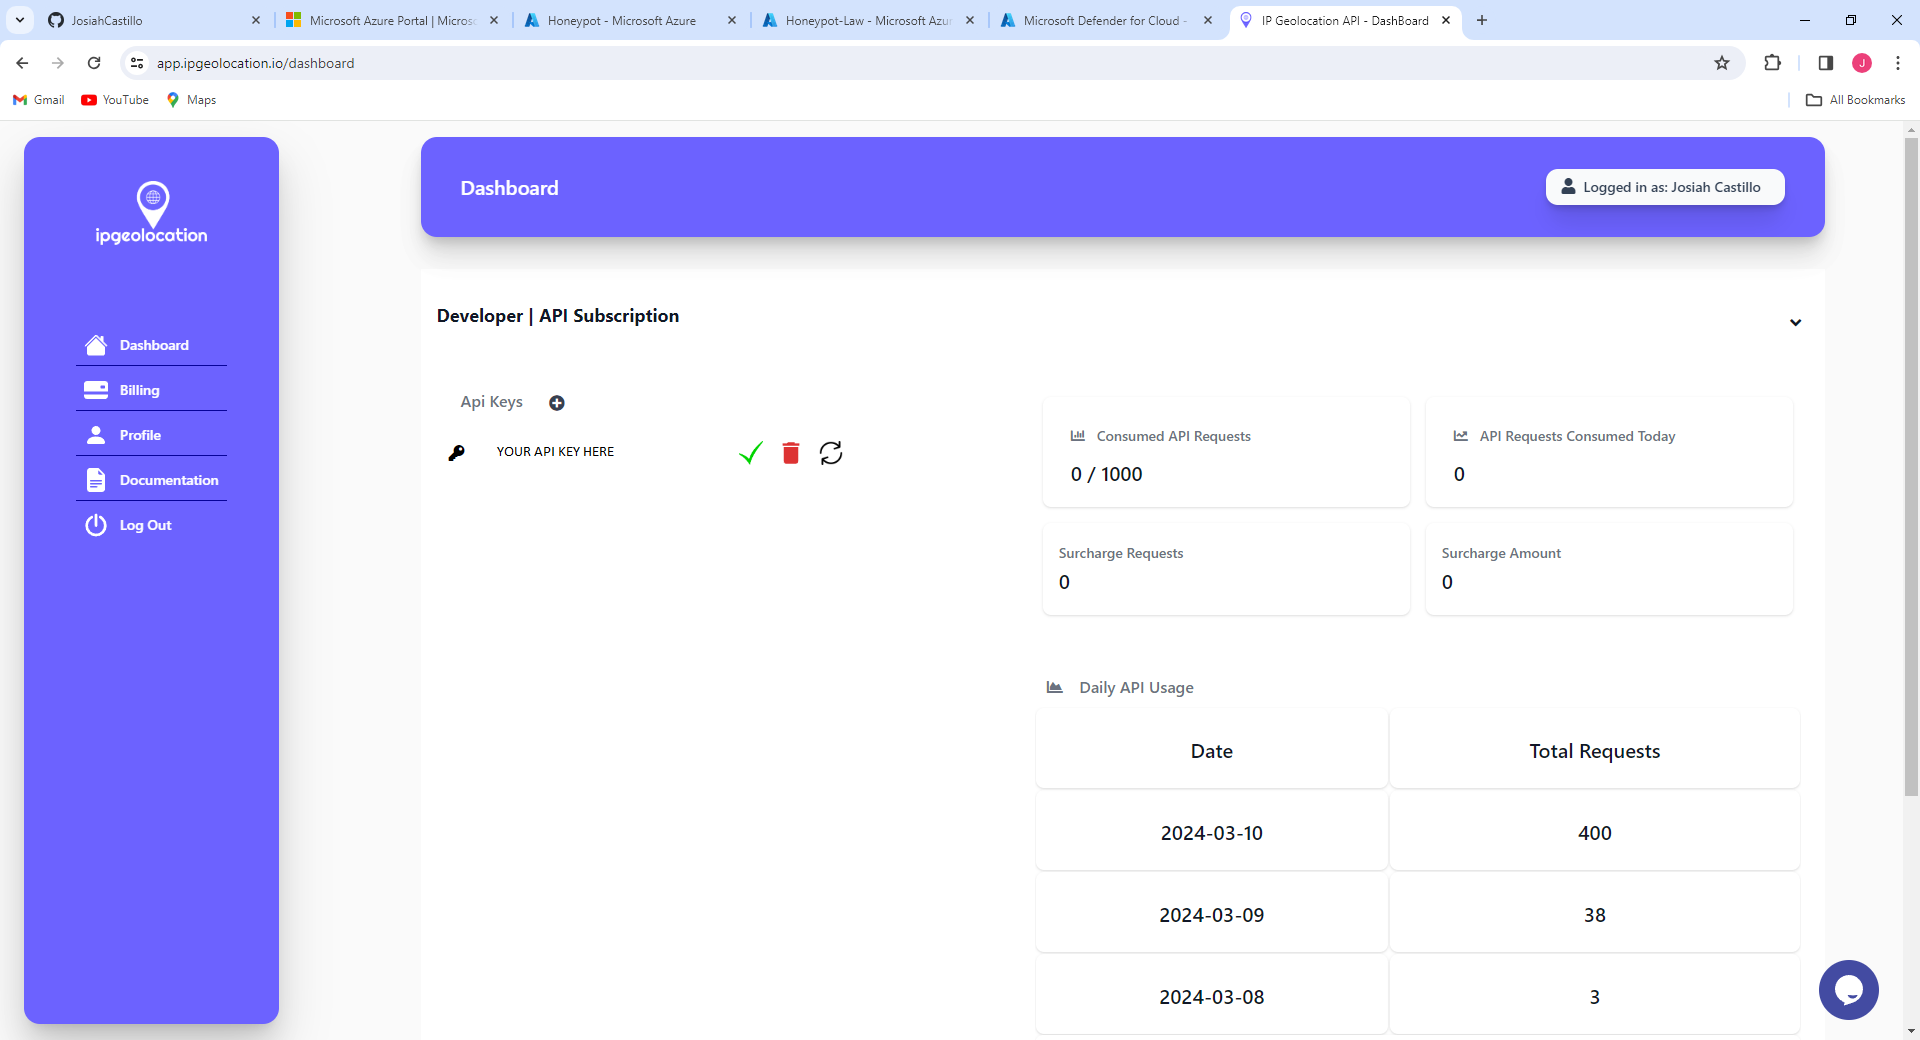 JosiahCastillo
Microsoft Azure Portal | Micros
Honeypot - Microsoft Azure
Honeypot-Law - Microsoft Azu
Microsoft Defender for Cloud -
IP Geolocation API - DashBoard
app.ipgeolocation.io/dashboard
J
Gmail
YouTube
Maps
All Bookmarks
ipgeolocation
Dashboard
Billing
Profile
Documentation
Log Out
Dashboard
Logged in as: Josiah Castillo
Developer | API Subscription
Api Keys
YOUR API KEY HERE
Consumed API Requests
0 / 1000
API Requests Consumed Today
0
Surcharge Requests
0
Surcharge Amount
0
Daily API Usage
Date Total Requests
2024-03-10 400
2024-03-09 38
2024-03-08 3